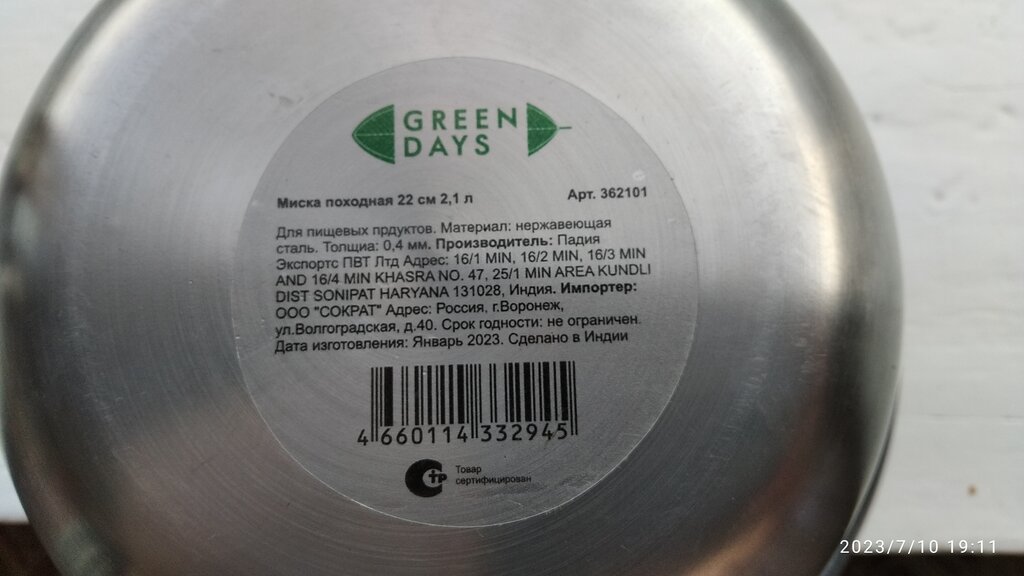 GREEN
DAYS
Миска походная 22 см 2,1 л
Арт. 362101
Для пищевых прдуктов. Материал: нержавеющая
сталь. Толщиа: 0,4 мм. Производитель: Падия
Экспортс ПВТ Лтд Адрес: 16/1 MIN, 16/2 MIN, 16/3 MIN
AND 16/4 MIN KHASRA NO. 47, 25/1 MIN AREA KUNDLI
DIST SONIPAT HARYANA 131028, Индия. Импортер:
ООО "СОКРАТ" Адрес: Россия, г.Воронеж,
ул.Волгоградская, д.40. Срок годности: не ограничен.
Дата изготовления: Январь 2023. Сделано в Индии
4 660114 332945
Стр
Товар
сертифицирован
2023/7/10 19:11